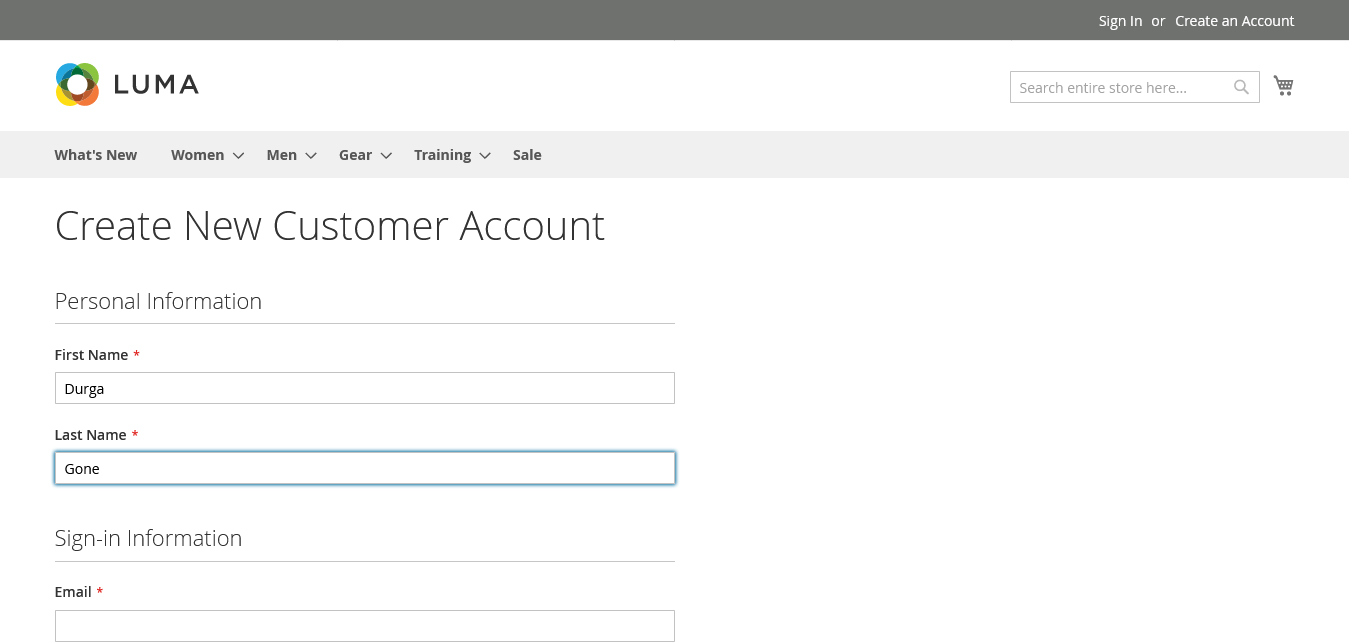 Sign In or Create an Account
LUMA
Search entire store here...
What's New Women Men Gear Training Sale
Create New Customer Account
Personal Information
First Name *
Durga
Last Name *
Gone
Sign-in Information
Email *